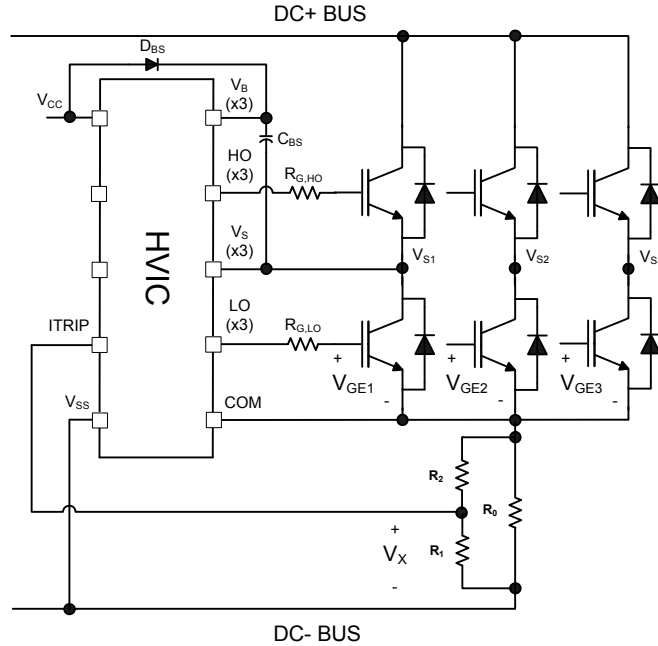 DC+ BUS
DBS
VCC
VB
(x3)
CBS
HO
(x3)
RG,HO
HVIC
VS
(x3)
VS1
VS2
VS
ITRIP
LO
(x3)
RG,LO
+
VGE1
-
+
VGE2
-
+
VGE3
-
VSS
COM
R2
R0
+
VX
-
R1
DC- BUS